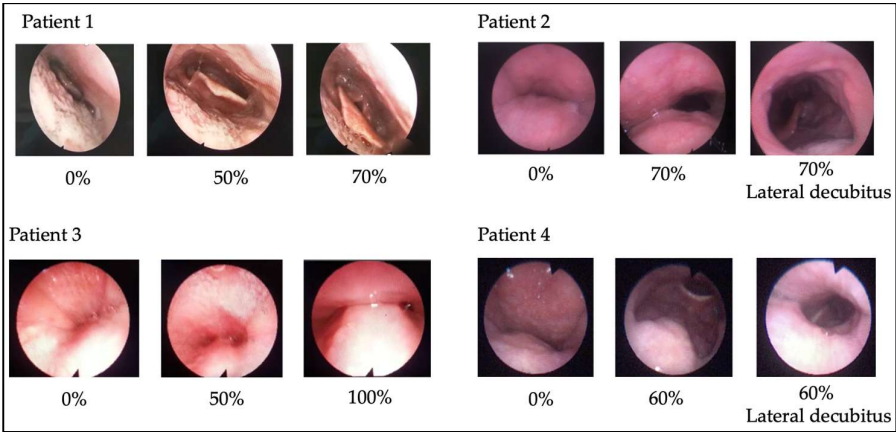 Patient 1
0%
50%
70%
Patient 2
0%
70%
70%
Lateral decubitus
Patient 3
0%
50%
100%
Patient 4
0%
60%
60%
Lateral decubitus